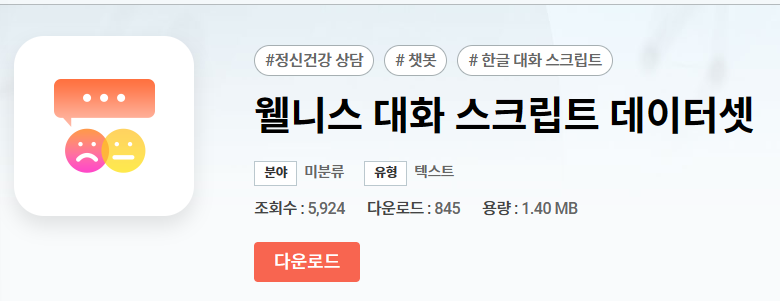 #정신건강 상담 # 챗봇 # 한글 대화 스크립트
웰니스 대화 스크립트 데이터셋
분야 미분류 유형 텍스트
조회수 : 5,924 다운로드 : 845 용량 : 1.40 MB
다운로드